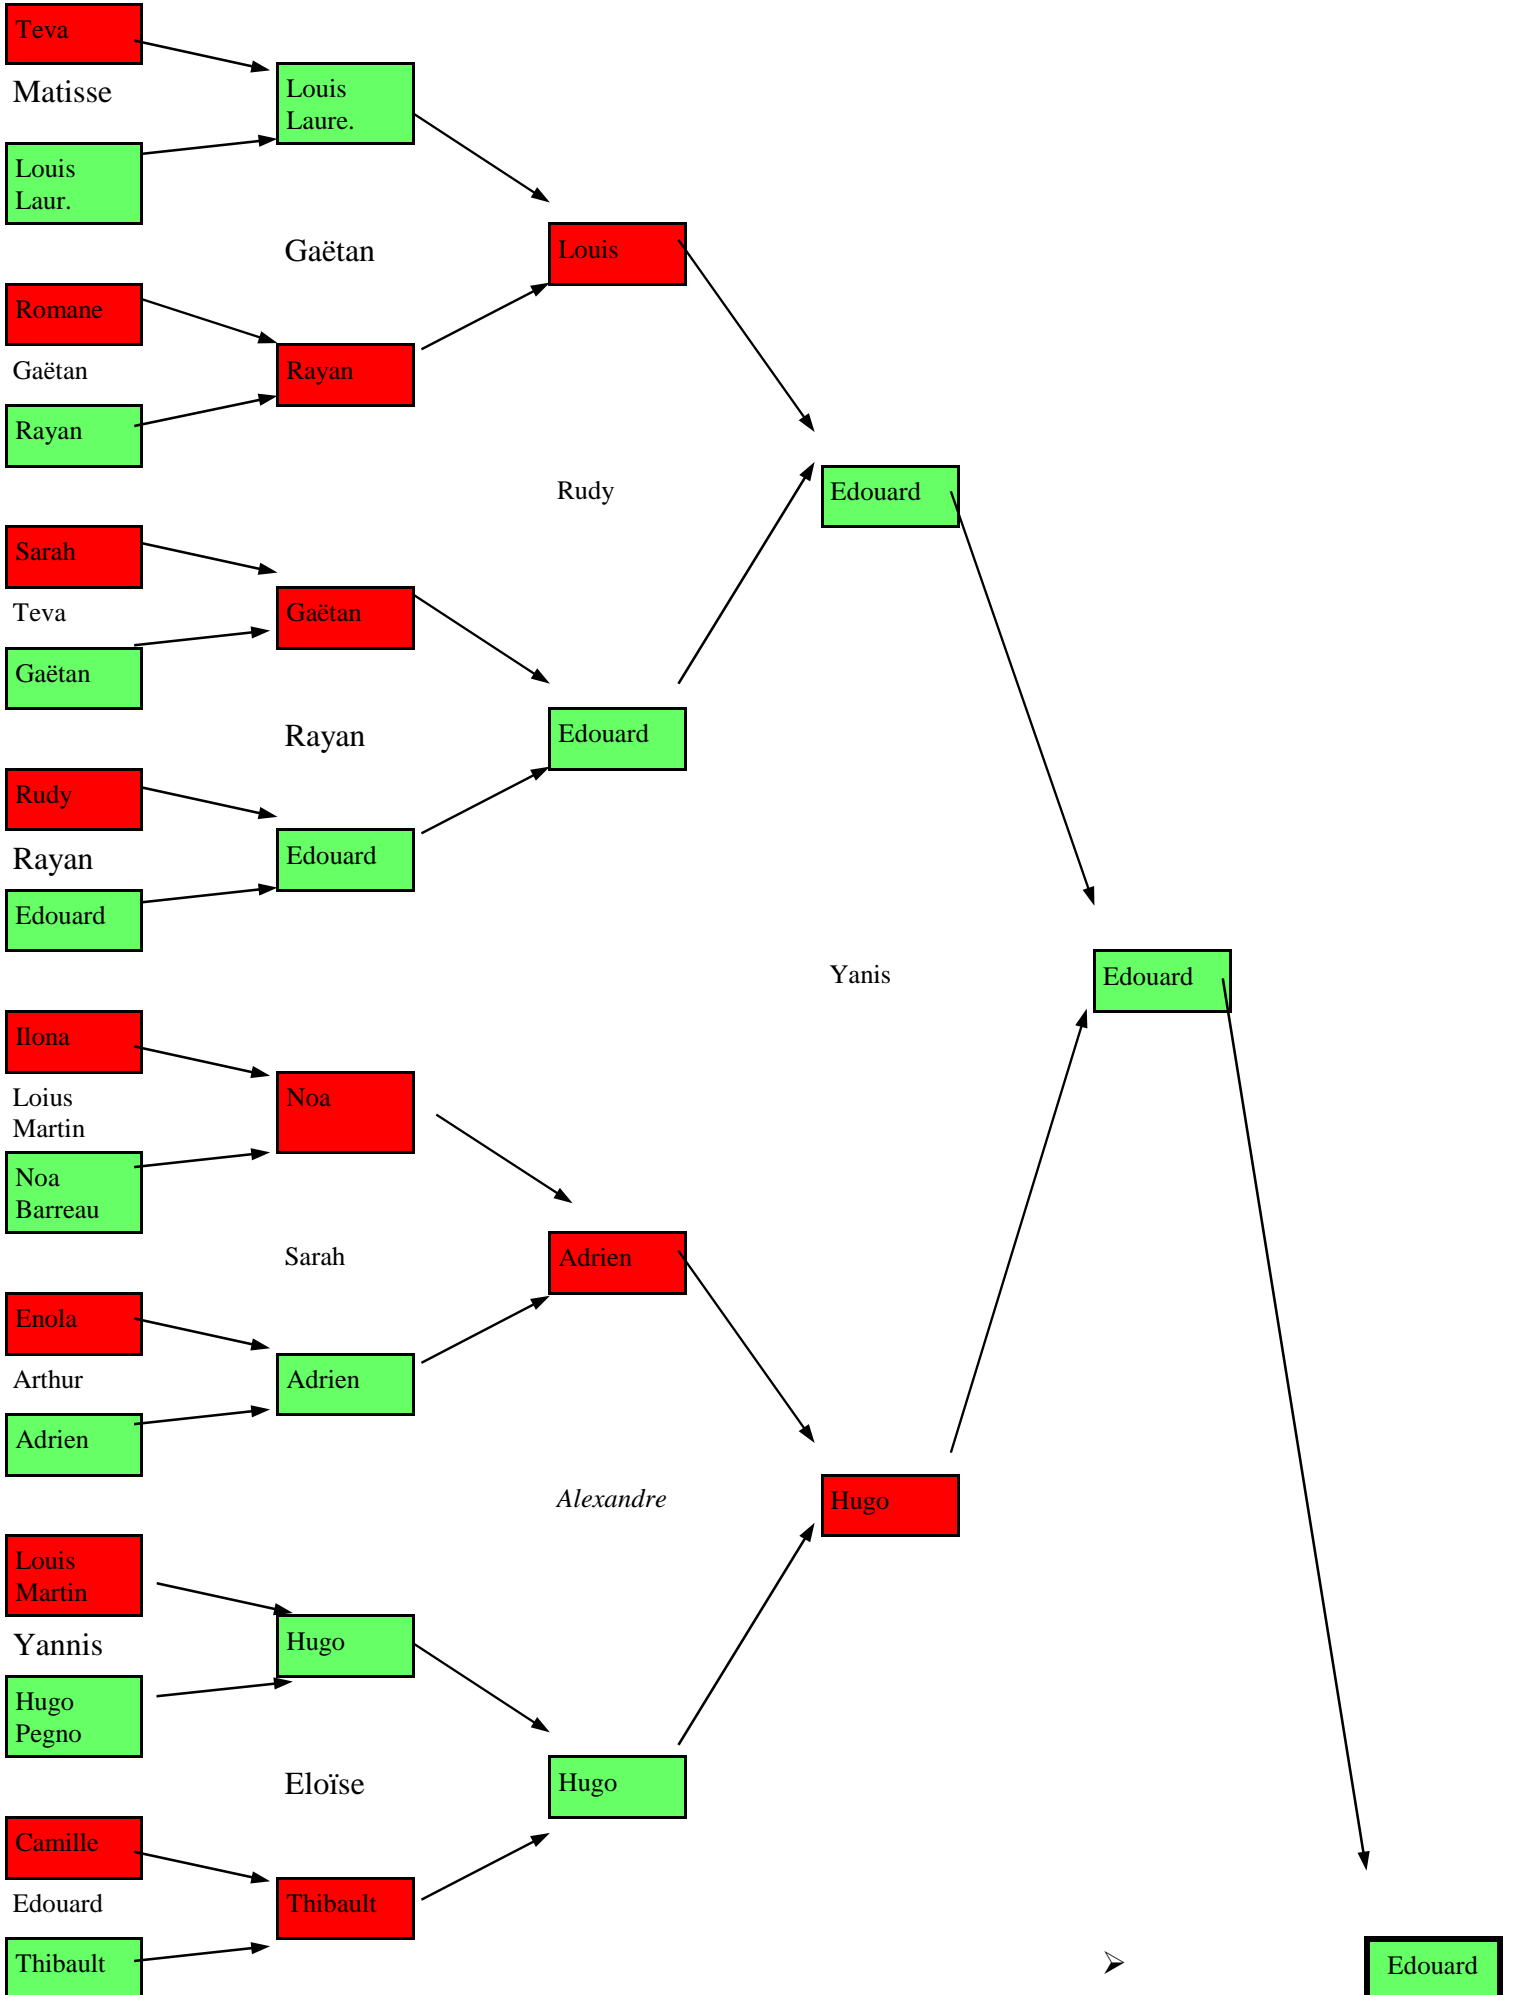 Teva
Matisse
Louis
Laur.
Romane
Gaëtan
Rayan
Sarah
Teva
Gaëtan
Rudy
Rayan
Edouard
Ilona
Loius
Martin
Noa
Barreau
Enola
Arthur
Adrien
Louis
Martin
Yannis
Hugo
Pegno
Camille
Edouard
Thibault
Louis
Laure.
Gaëtan
Rayan
Gaëtan
Rayan
Edouard
Noa
Sarah
Adrien
Hugo
Eloïse
Thibault
Louis
Rudy
Edouard
Adrien
Alexandre
Hugo
Edouard
Yanis
Hugo
Edouard
Edouard